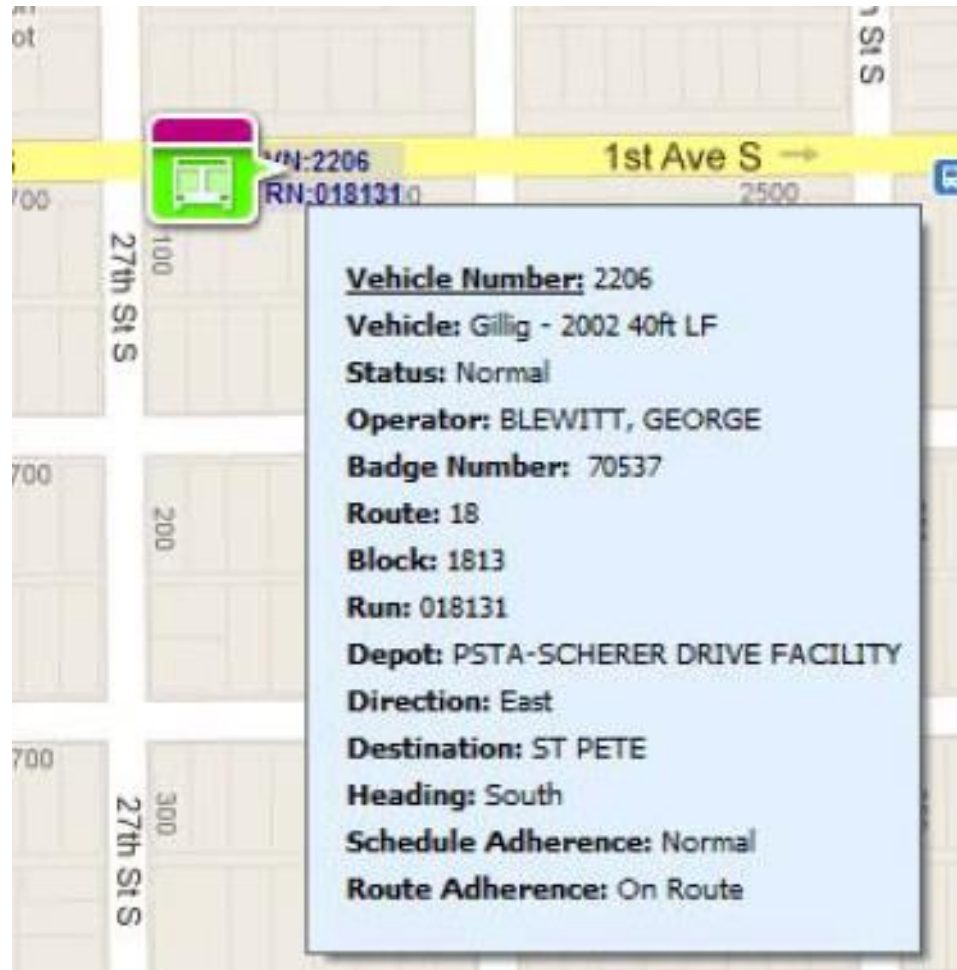 ot
St S
VN:2206
1st Ave S →
700
RN:018131
2500
27th St S
100
Vehicle Number: 2206
Vehicle: Gillig - 2002 40ft LF
Status: Normal
Operator: BLEWITT, GEORGE
Badge Number: 70537
700
200
Route: 18
Block: 1813
Run: 018131
Depot: PSTA-SCHERER DRIVE FACILITY
Direction: East
Destination: ST PETE
700
Heading: South
27th St S
300
Schedule Adherence: Normal
Route Adherence: On Route